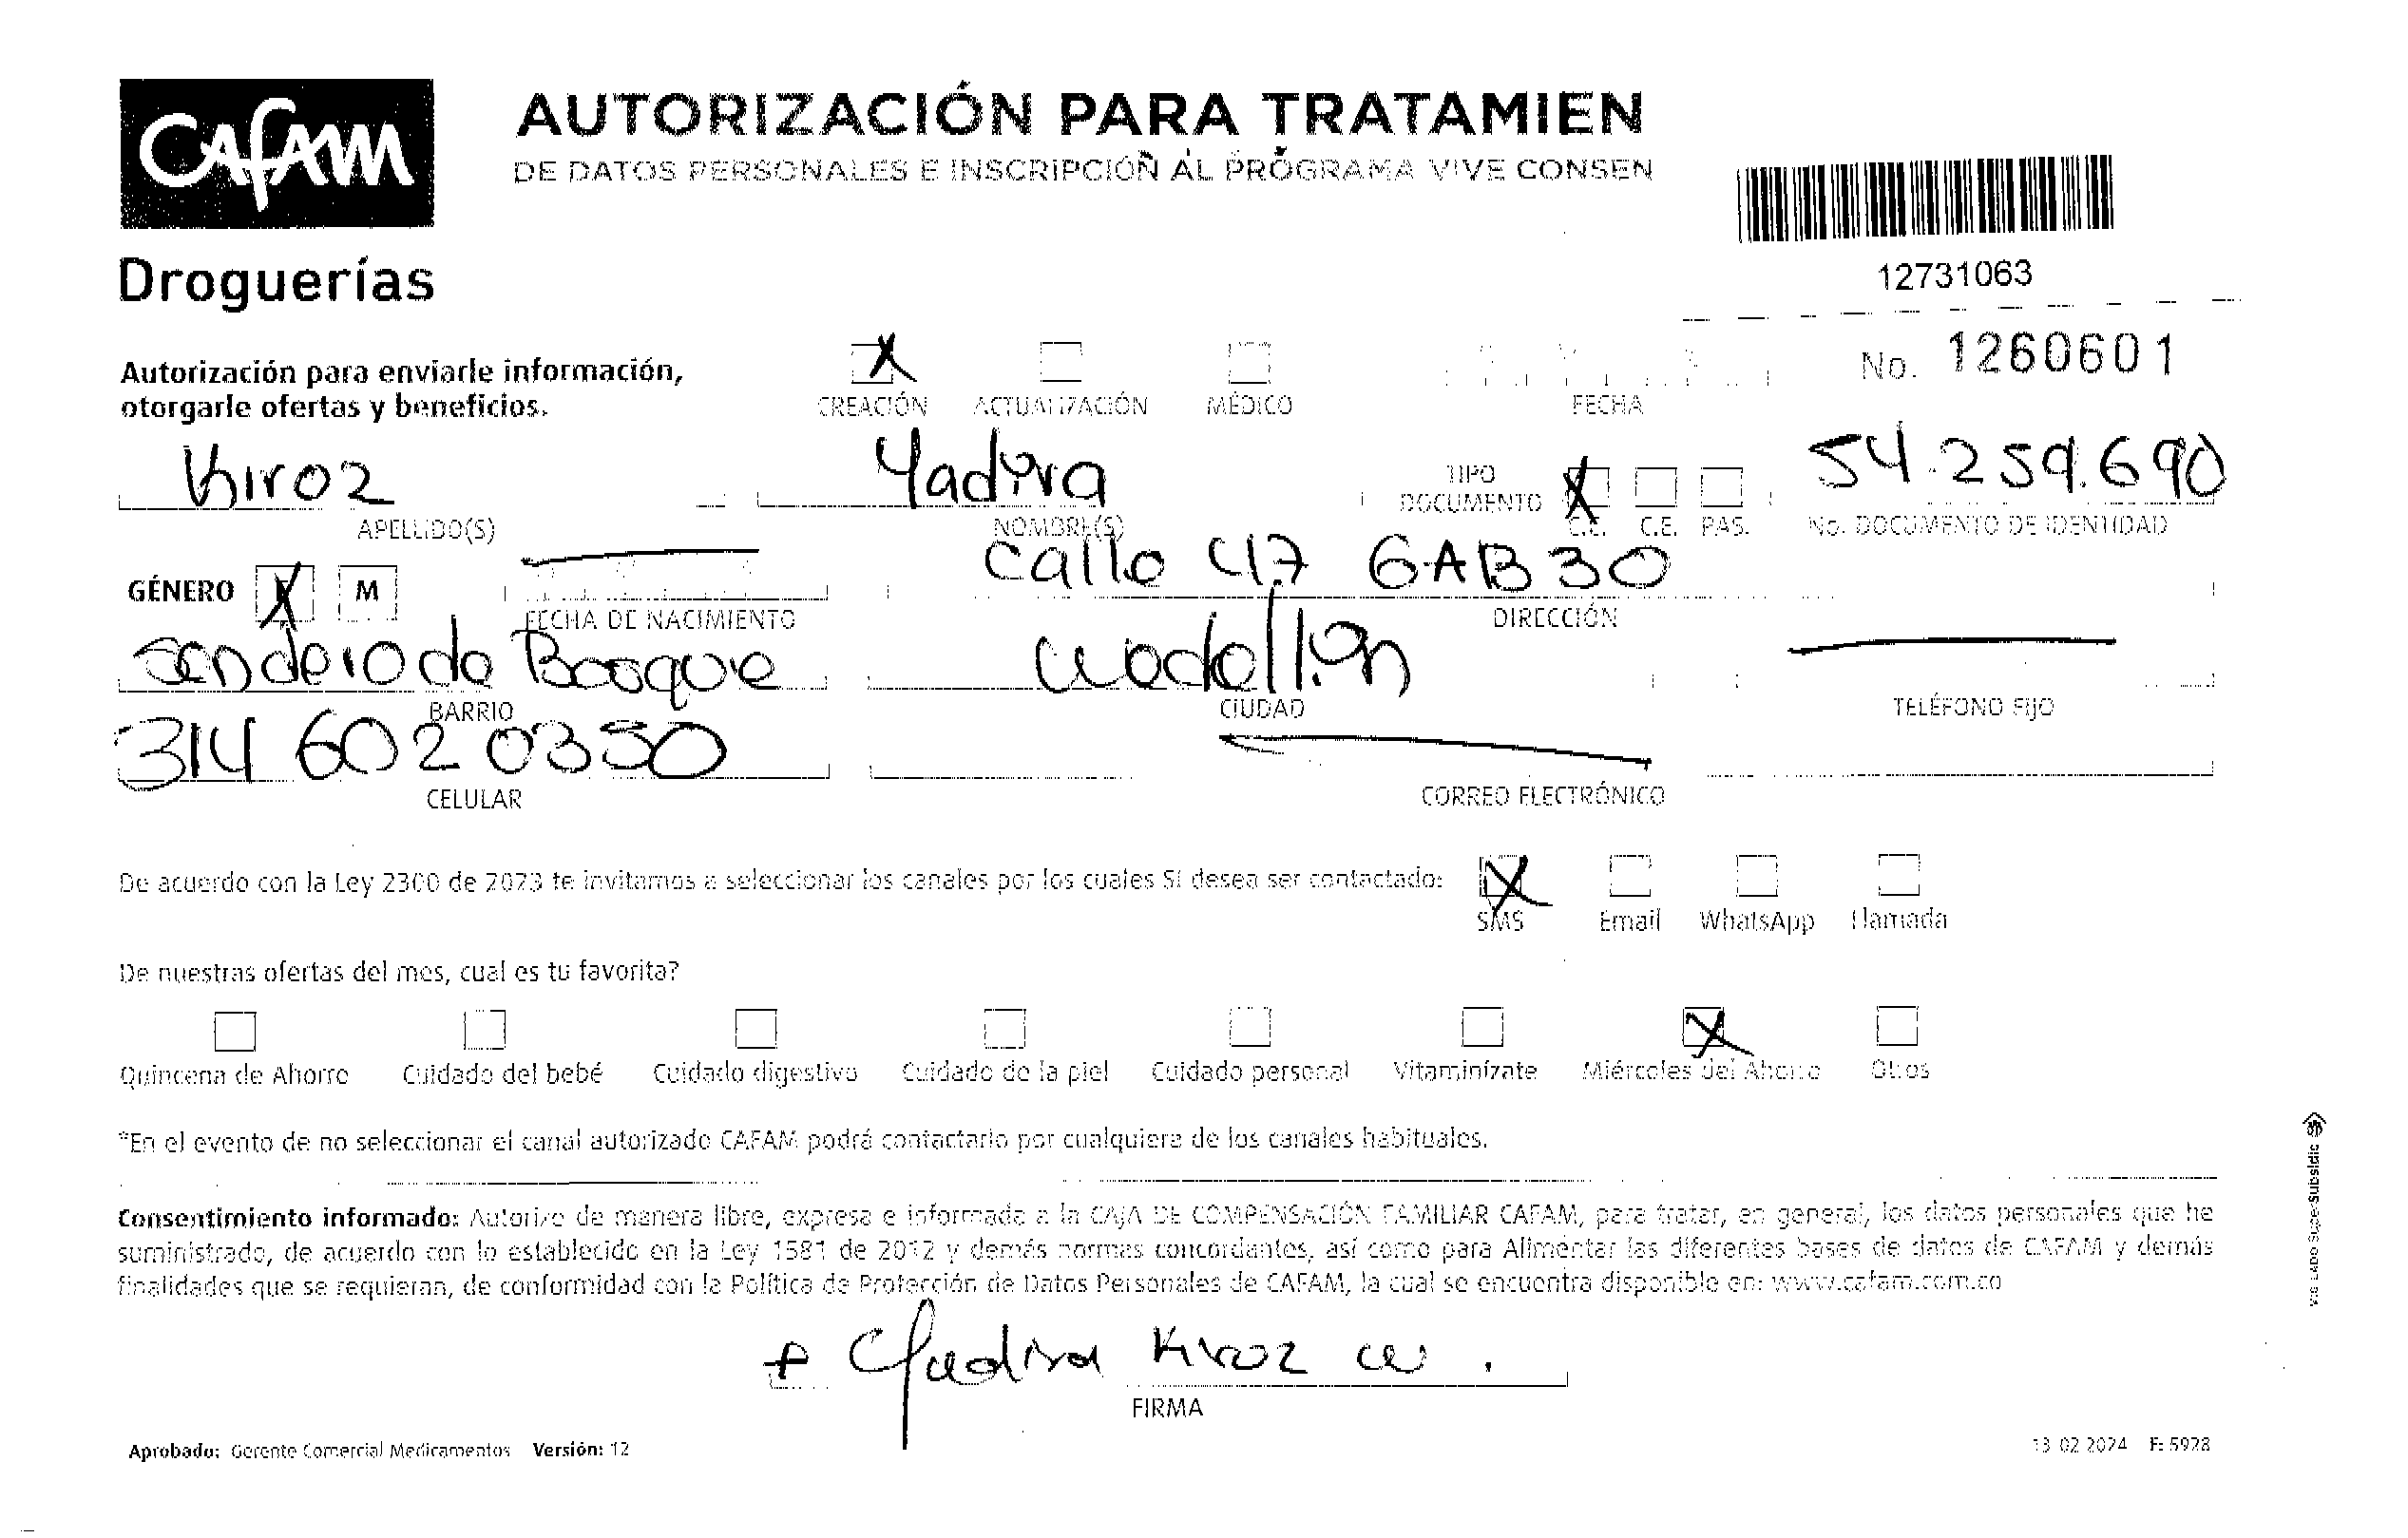 Cafam
AUTORIZACIÓN PARA TRATAMIEN
DE DATOS PERSONALES E INSCRIPCIÓN AL PROGRAMA VIVE CONSEN
Droguerías
12731063
No. 1260601
Autorización para enviarle información,
otorgarle ofertas y beneficios.
X
CREACIÓN ACTUALIZACIÓN MÉDICO FECHA
Kiroz Yadira TIPO DOCUMENTO X 54.259.690
APELLIDO(S) NOMBRE(S) C.C. C.E. PAS. No. DOCUMENTO DE IDENTIDAD
GÉNERO F X M calle 47 6AB30
FECHA DE NACIMIENTO DIRECCIÓN
Sendero de Bosque Medellin
BARRIO CIUDAD TELÉFONO FIJO
314 602 0350
CELULAR CORREO ELECTRÓNICO
De acuerdo con la Ley 2300 de 2023 te invitamos a seleccionar los canales por los cuales SI desea ser contactado: X
SMS Email WhatsApp Llamada
De nuestras ofertas del mes, cual es tu favorita?
X
Quincena de Ahorro Cuidado del bebé Cuidado digestivo Cuidado de la piel Cuidado personal Vitaminízate Miércoles del Ahorro Otros
*En el evento de no seleccionar el canal autorizado CAFAM podrá contactarlo por cualquiera de los canales habituales.
Consentimiento informado: Autorizo de manera libre, expresa e informada a la CAJA DE COMPENSACIÓN FAMILIAR CAFAM, para tratar, en general, los datos personales que he
suministrado, de acuerdo con lo establecido en la Ley 1581 de 2012 y demás normas concordantes, así como para Alimentar las diferentes bases de datos de CAFAM y demás
finalidades que se requieran, de conformidad con la Política de Protección de Datos Personales de CAFAM, la cual se encuentra disponible en: www.cafam.com.co
Yadira Kiroz
FIRMA
Aprobado: Gerente Comercial Medicamentos Versión: 12
13 02 2024 F: 5928
VIGILADO SuperSubsidio